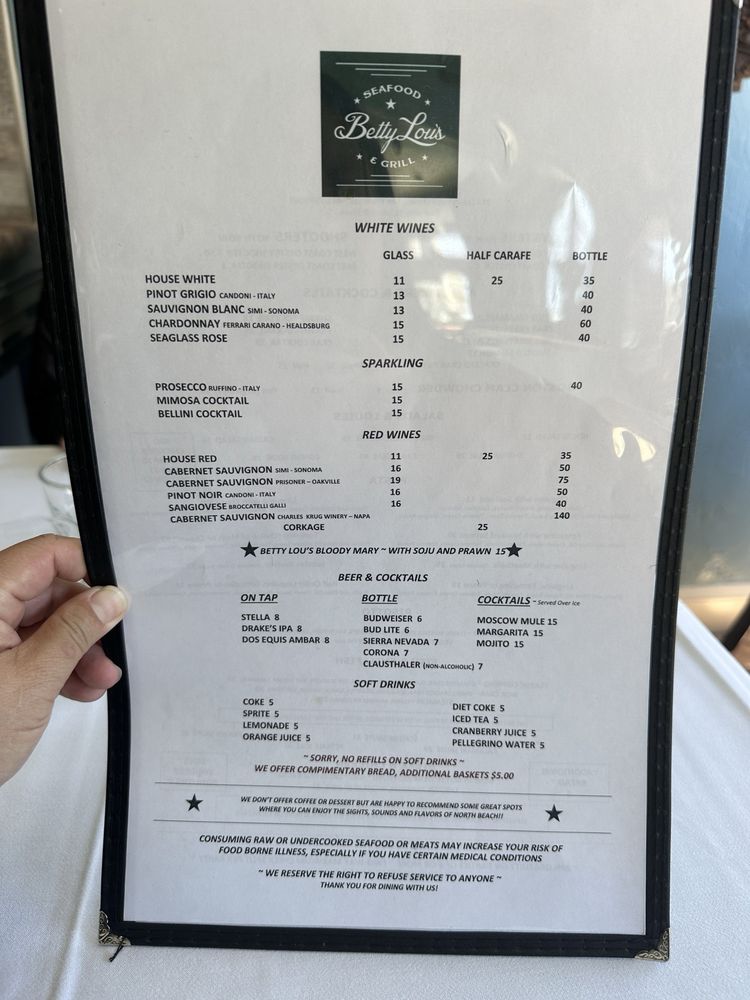 SEAFOOD
Betty Lou's
& GRILL
WHITE WINES
GLASS HALF CARAFE BOTTLE
HOUSE WHITE 11 25 35
PINOT GRIGIO CANDONI - ITALY 13 40
SAUVIGNON BLANC SIMI - SONOMA 13 40
CHARDONNAY FERRARI CARANO - HEALDSBURG 15 60
SEAGLASS ROSE 15 40
SPARKLING
PROSECCO RUFFINO - ITALY 15 40
MIMOSA COCKTAIL 15
BELLINI COCKTAIL 15
RED WINES
HOUSE RED 11 25 35
CABERNET SAUVIGNON SIMI - SONOMA 16 50
CABERNET SAUVIGNON PRISONER – OAKVILLE 19 75
PINOT NOIR CANDONI - ITALY 16 50
SANGIOVESE BROCCATELLI GALLI 16 40
CABERNET SAUVIGNON CHARLES KRUG WINERY – NAPA 140
CORKAGE 25
★BETTY LOU'S BLOODY MARY ~ WITH SOJU AND PRAWN 15★
BEER & COCKTAILS
ON TAP BOTTLE COCKTAILS ~ Served Over Ice
STELLA 8 BUDWEISER 6 MOSCOW MULE 15
DRAKE'S IPA 8 BUD LITE 6 MARGARITA 15
DOS EQUIS AMBAR 8 SIERRA NEVADA 7 MOJITO 15
CORONA 7
CLAUSTHALER (NON-ALCOHOLIC) 7
SOFT DRINKS
COKE 5 DIET COKE 5
SPRITE 5 ICED TEA 5
LEMONADE 5 CRANBERRY JUICE 5
ORANGE JUICE 5 PELLEGRINO WATER 5
~ SORRY, NO REFILLS ON SOFT DRINKS ~
WE OFFER COMPIMENTARY BREAD, ADDITIONAL BASKETS $5.00
WE DON'T OFFER COFFEE OR DESSERT BUT ARE HAPPY TO RECOMMEND SOME GREAT SPOTS
WHERE YOU CAN ENJOY THE SIGHTS, SOUNDS AND FLAVORS OF NORTH BEACH!!
CONSUMING RAW OR UNDERCOOKED SEAFOOD OR MEATS MAY INCREASE YOUR RISK OF
FOOD BORNE ILLNESS, ESPECIALLY IF YOU HAVE CERTAIN MEDICAL CONDITIONS
~ WE RESERVE THE RIGHT TO REFUSE SERVICE TO ANYONE ~
THANK YOU FOR DINING WITH US!